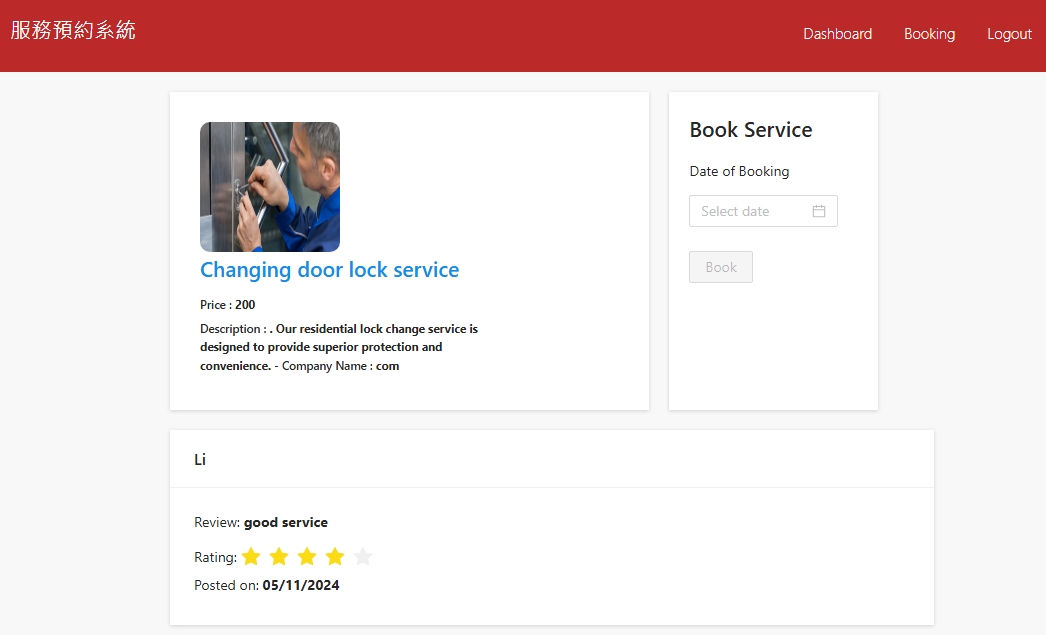 服務預約系統
Dashboard
Booking
Logout
Changing door lock service
Price : 200
Description : . Our residential lock change service is
designed to provide superior protection and
convenience. - Company Name : com
Book Service
Date of Booking
Select date
Book
Li
Review: good service
Rating:
Posted on: 05/11/2024